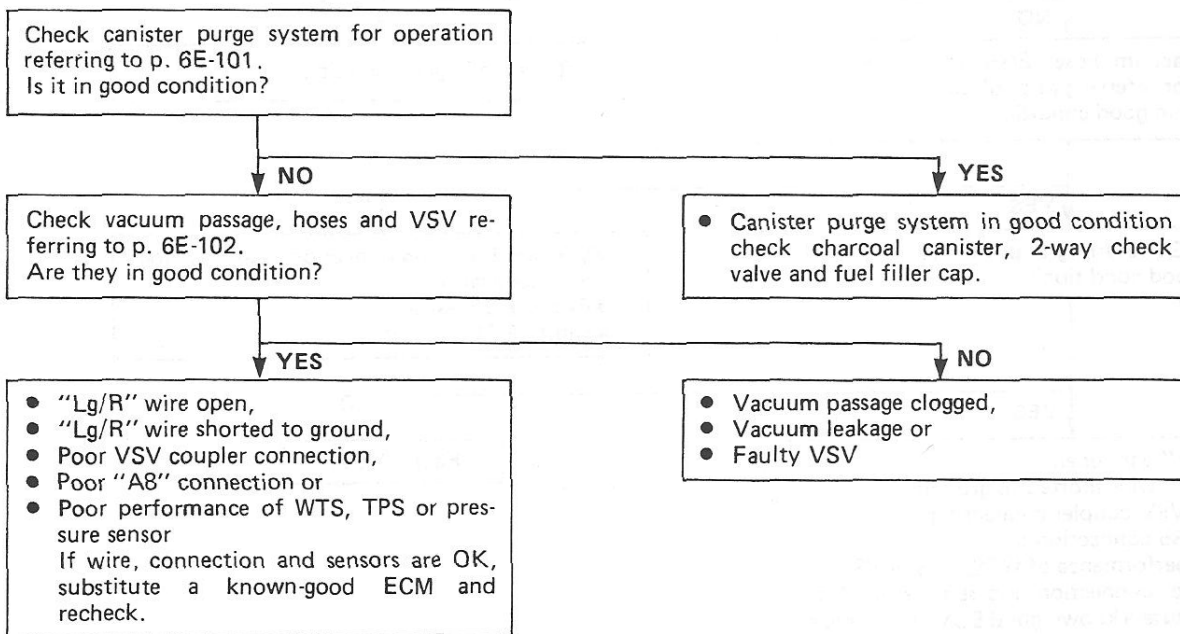 Check canister purge system for operation
referring to p. 6E-101.
Is it in good condition?
NO
YES
Check vacuum passage, hoses and VSV re-
ferring to p. 6E-102.
Are they in good condition?
● Canister purge system in good condition
check charcoal canister, 2-way check
valve and fuel filler cap.
YES
NO
● "Lg/R" wire open,
● "Lg/R" wire shorted to ground,
● Poor VSV coupler connection,
● Poor "A8" connection or
● Poor performance of WTS, TPS or pres-
sure sensor
If wire, connection and sensors are OK,
substitute a known-good ECM and
recheck.
● Vacuum passage clogged,
● Vacuum leakage or
● Faulty VSV